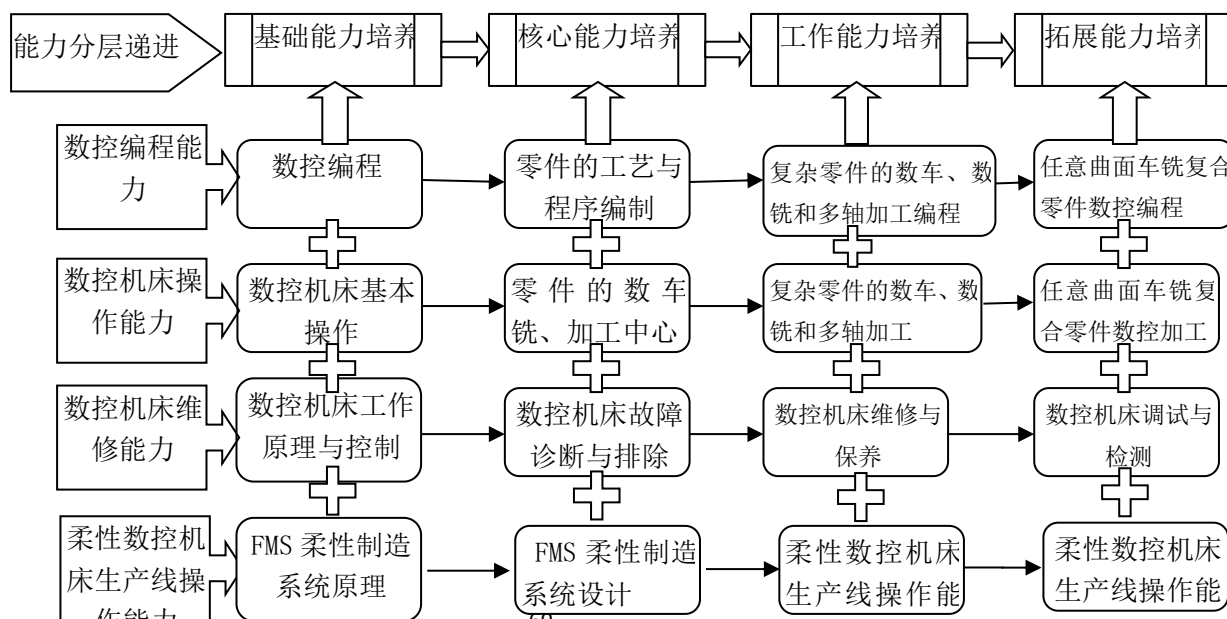 能力分层递进
基础能力培养
核心能力培养
工作能力培养
拓展能力培养
数控编程能
力
数控编程
零件的工艺与
程序编制
复杂零件的数车、数
铣和多轴加工编程
任意曲面车铣复合
零件数控编程
数控机床操
作能力
数控机床基本
操作
零件的数车
铣、加工中心
复杂零件的数车、数
铣和多轴加工
任意曲面车铣复
合零件数控加工
数控机床维
修能力
数控机床工作
原理与控制
数控机床故障
诊断与排除
数控机床维修与
保养
数控机床调试与
检测
柔性数控机
床生产线操
作能力
FMS 柔性制造
系统原理
FMS 柔性制造
系统设计
柔性数控机床
生产线操作能
柔性数控机床
生产线操作能